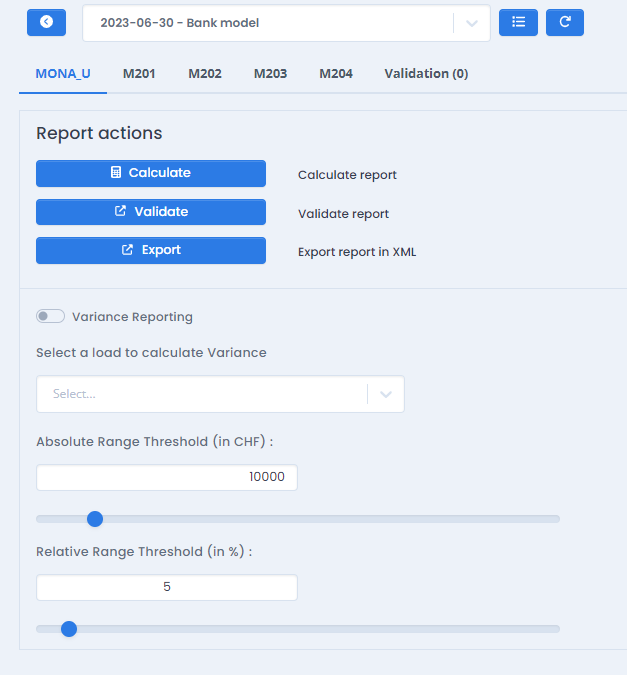 2023-06-30 - Bank model
MONA_U M201 M202 M203 M204 Validation (0)
Report actions
Calculate Calculate report
Validate Validate report
Export Export report in XML
Variance Reporting
Select a load to calculate Variance
Select...
Absolute Range Threshold (in CHF) :
10000
Relative Range Threshold (in %) :
5